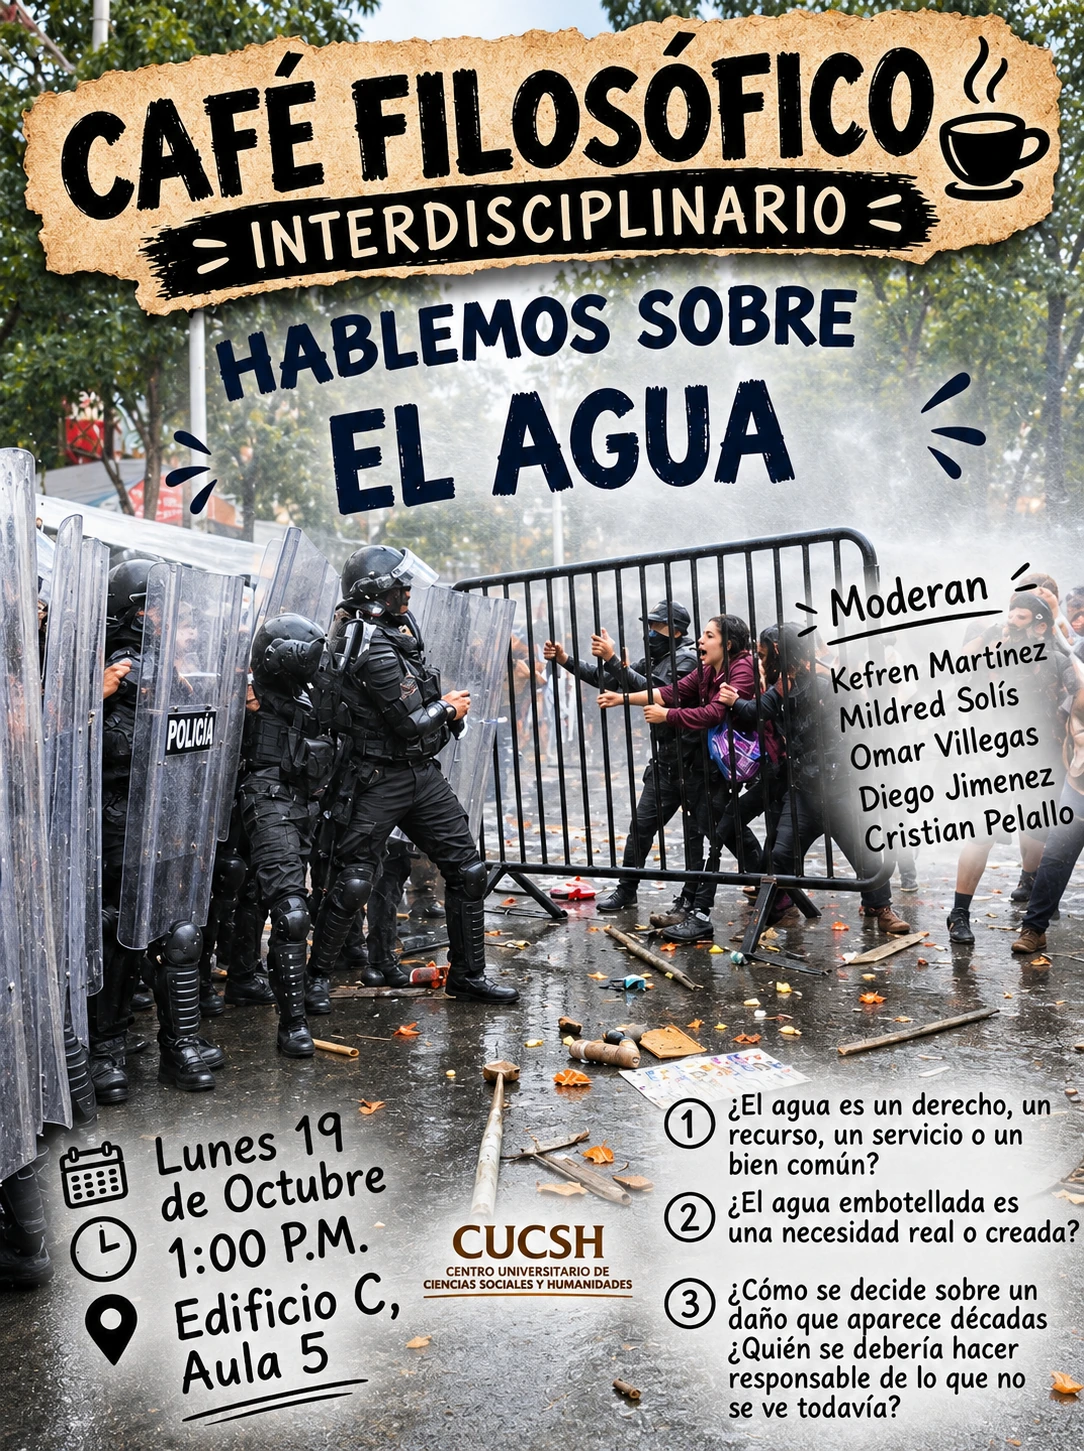 CAFÉ FILOSÓFICO
INTERDISCIPLINARIO
HABLEMOS SOBRE
EL AGUA
Moderan
Kefren Martínez
Mildred Solís
Omar Villegas
Diego Jimenez
Cristian Pelallo
POLICÍA
Lunes 19
de Octubre
1:00 P.M.
Edificio C,
Aula 5
CUCSH
CENTRO UNIVERSITARIO DE
CIENCIAS SOCIALES Y HUMANIDADES
1 ¿El agua es un derecho, un
recurso, un servicio o un
bien común?
2 ¿El agua embotellada es
una necesidad real o creada?
3 ¿Cómo se decide sobre un
daño que aparece décadas
¿Quién se debería hacer
responsable de lo que no
se ve todavía?